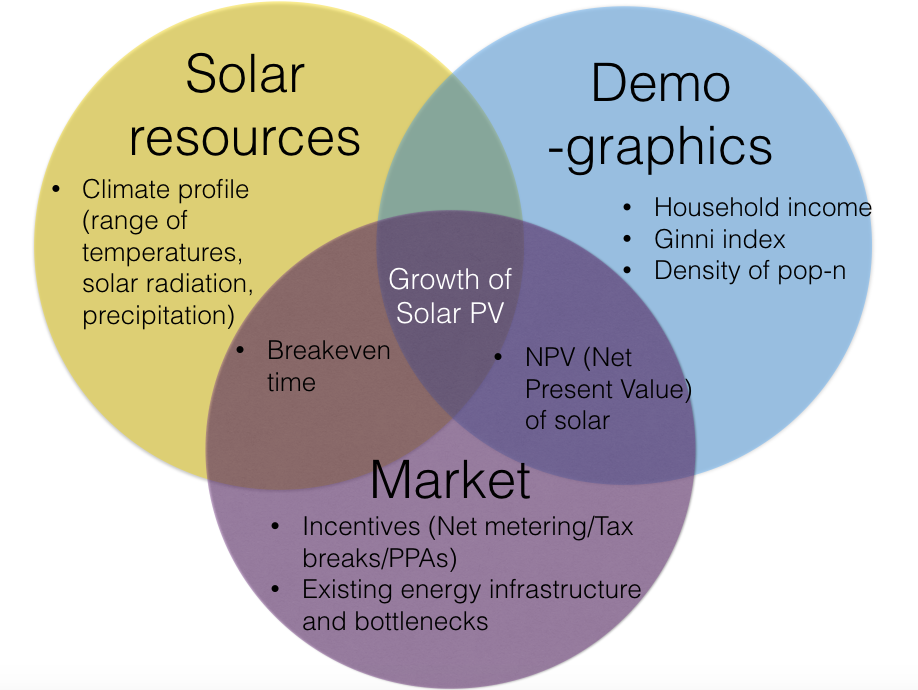 Solar
resources
• Climate profile
(range of
temperatures,
solar radiation,
precipitation)
Demo
-graphics
• Household income
• Ginni index
• Density of pop-n
Growth of
Solar PV
• Breakeven
time
• NPV (Net
Present Value)
of solar
Market
• Incentives (Net metering/Tax
breaks/PPAs)
• Existing energy infrastructure
and bottlenecks